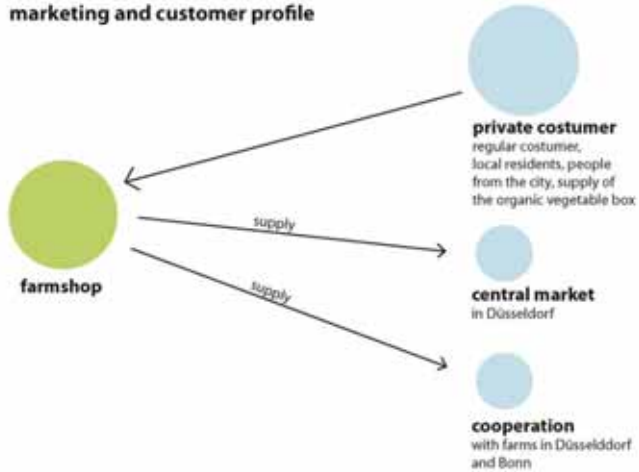 marketing and customer profile
private costumer
regular costumer,
local residents, people
from the city, supply of
the organic vegetable box
farmshop
supply
central market
in Düsseldorf
supply
cooperation
with farms in Düsselddorf
and Bonn